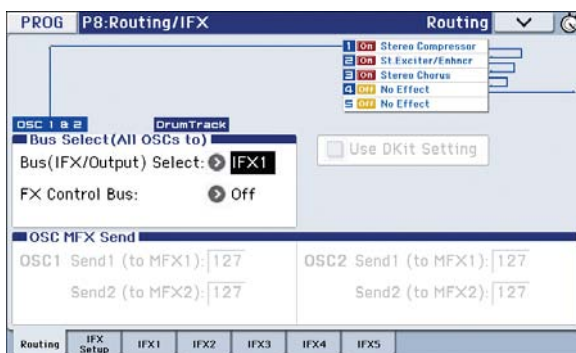 PROG P8:Routing/IFX Routing
1 On Stereo Compressor
2 On St.Exciter/Enhncr
3 On Stereo Chorus
4 Off No Effect
5 Off No Effect
OSC 1 & 2 DrumTrack
Bus Select(All OSCs to)
Bus(IFX/Output) Select: IFX1
Use DKit Setting
FX Control Bus: Off
OSC MFX Send
OSC1 Send1 (to MFX1): 127 OSC2 Send1 (to MFX1): 127
Send2 (to MFX2): 127 Send2 (to MFX2): 127
Routing IFX Setup IFX1 IFX2 IFX3 IFX4 IFX5